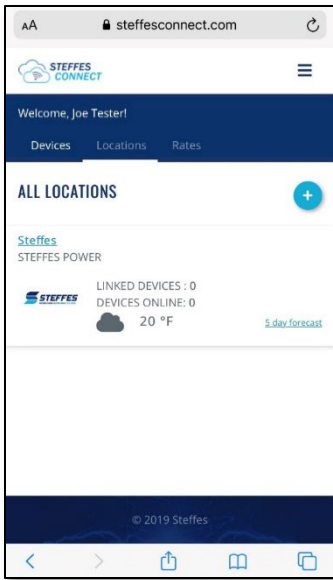 AA
steffesconnect.com
STEFFES
CONNECT
Welcome, Joe Tester!
Devices Locations Rates
ALL LOCATIONS
+
Steffes
STEFFES POWER
STEFFES
LINKED DEVICES : 0
DEVICES ONLINE: 0
20 °F
5 day forecast
© 2019 Steffes